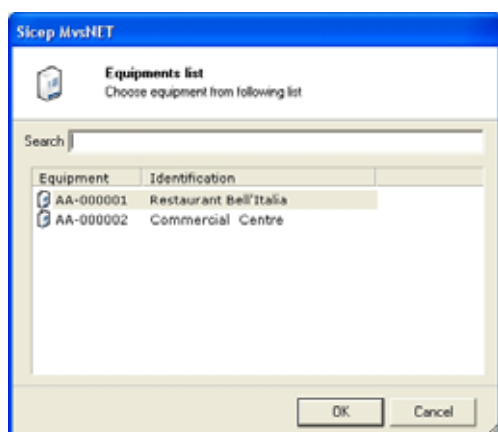 Sicep MvsNET
Equipments list
Choose equipment from following list
Search
Equipment Identification
AA-000001 Restaurant Bell'Italia
AA-000002 Commercial Centre
OK Cancel